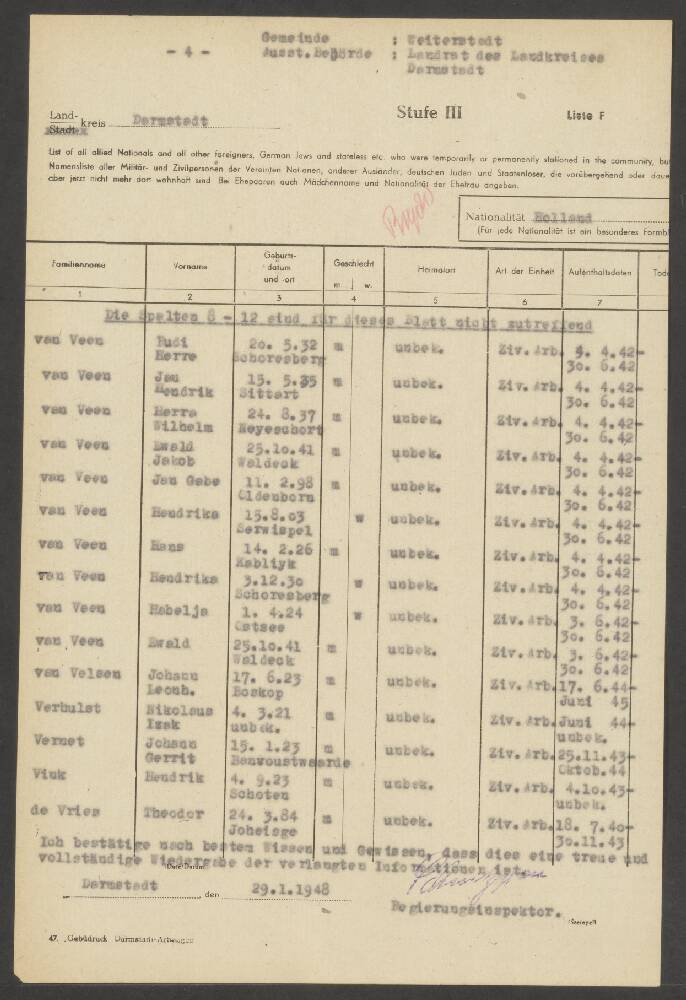 - 4 -
Gemeinde : Weiterstadt
Ausst.Behörde : Landrat des Landkreises
Darmstadt
Land-
Stadt- kreis Darmstadt
Stufe III
Liste F
List of all allied Nationals and all other foreigners, German Jews and stateless etc. who were temporarily or permanently stationed in the community, bu
Namensliste aller Militär- und Zivilpersonen der Vereinten Nationen, anderer Ausländer, deutschen Juden und Staatenloser, die vorübergehend oder daue
aber jetzt nicht mehr dort wohnhaft sind. Bei Ehepaaren auch Mädchenname und Nationalität der Ehefrau angeben.
Nationalität Holland
(Für jede Nationalität ist ein besonderes Formbl
Familienname Vorname Geburts-datum und -ort Geschlecht m. w. Heimatort Art der Einheit Aufenthaltsdaten Tode
1 2 3 4 5 6 7
Die Spalten 8 - 12 sind für dieses Blatt nicht zutreffend
van Veen Rudi 20. 5.32 m unbek. Ziv.Arb. 4. 4.42-
Herre Schoresberg 30. 6.42
van Veen Jan 15. 5.35 m unbek. Ziv.Arb. 4. 4.42-
Hendrik Sittart 30. 6.42
van Veen Herra 24. 8.37 m unbek. Ziv.Arb. 4. 4.42-
Wilhelm Neyeschort 30. 6.42
van Veen Ewald 25.10.41 m unbek. Ziv.Arb. 4. 4.42-
Jakob Waldeck 30. 6.42
van Veen Jan Gabe 11. 2.98 m unbek. Ziv.Arb. 4. 4.42-
Oldenborn 30. 6.42
van Veen Hendrika 15.8.03 w unbek. Ziv.Arb. 4. 4.42-
Serwispel 30. 6.42
van Veen Hans 14. 2.26 m unbek. Ziv.Arb. 4. 4.42-
Kabliyk 30. 6.42
van Veen Hendrika 3.12.30 w unbek. Ziv.Arb. 4. 4.42-
Schoresberg 30. 6.42
van Veen Habelja 1. 4.24 w unbek. Ziv.Arb. 3. 6.42-
Ostsee 30. 6.42
van Veen Ewald 25.10.41 m unbek. Ziv.Arb. 3. 6.42-
Waldeck 30. 6.42
van Velsen Johann 17. 6.23 m unbek. Ziv.Arb. 17. 6.44-
Leonh. Boskop Juni 45
Verhulst Nikolaus 4. 3.21 m unbek. Ziv.Arb. Juni 44-
Izak unbek. unbek.
Vernet Johann 15. 1.23 m unbek. Ziv.Arb. 25.11.43-
Gerrit Banvoustwaarde Oktob.44
Vink Hendrik 4. 9.23 m unbek. Ziv.Arb. 4.10.43-
Schoten unbek.
de Vries Theodor 24. 3.84 m unbek. Ziv.Arb. 18. 7.40-
Joheisge 30.11.43
Ich bestätige nach bestem Wissen und Gewissen, dass dies eine treue und
vollständige Wiedergabe der verlangten Informationen ist.
(Date/Datum)
Darmstadt , den 29.1.1948
Regierungsinspektor.
(Stempel)